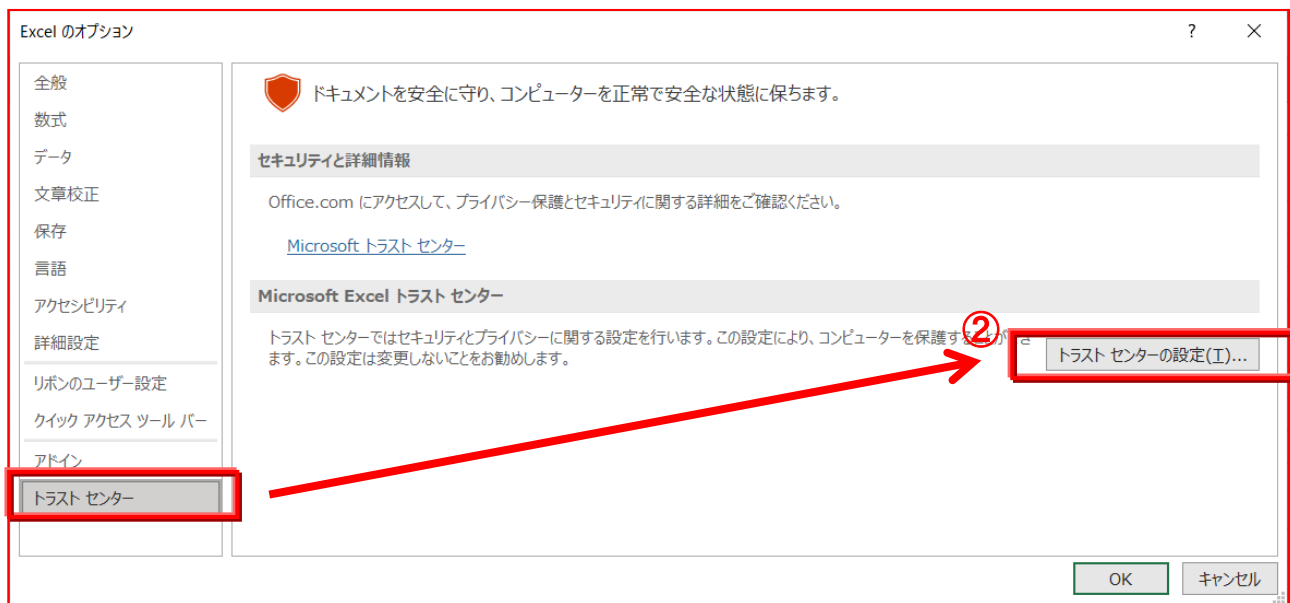 Excel のオプション
?
全般
数式
データ
文章校正
保存
言語
アクセシビリティ
詳細設定
リボンのユーザー設定
クイック アクセス ツール バー
アドイン
トラスト センター
ドキュメントを安全に守り、コンピューターを正常で安全な状態に保ちます。
セキュリティと詳細情報
Office.com にアクセスして、プライバシー保護とセキュリティに関する詳細をご確認ください。
Microsoft トラスト センター
Microsoft Excel トラスト センター
トラスト センターではセキュリティとプライバシーに関する設定を行います。この設定により、コンピューターを保護することができ
ます。この設定は変更しないことをお勧めします。
②
トラスト センターの設定(T)...
OK
キャンセル